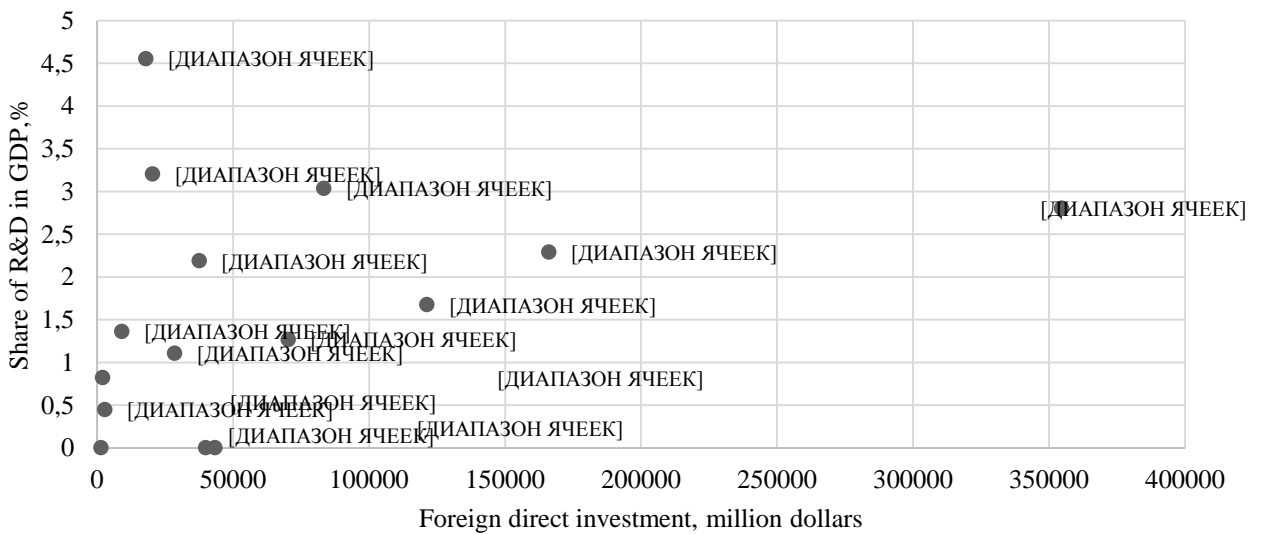 5
[ДИАПАЗОН ЯЧЕЕК]
4,5
4
3,5
[ДИАПАЗОН ЯЧЕЕК]
[ДИАПАЗОН ЯЧЕЕК]
3
[ДИАПАЗОН ЯЧЕЕК]
2,5
[ДИАПАЗОН ЯЧЕЕК]
[ДИАПАЗОН ЯЧЕЕК]
2
[ДИАПАЗОН ЯЧЕЕК]
1,5
[ДИАПАЗОН ЯЧЕЕК]
[ДИАПАЗОН ЯЧЕЕК]
[ДИАПАЗОН ЯЧЕЕК]
1
[ДИАПАЗОН ЯЧЕЕК]
0,5
[ДИАПАЗОН ЯЧЕЕК]
[ДИАПАЗОН ЯЧЕЕК]
[ДИАПАЗОН ЯЧЕЕК]
[ДИАПАЗОН ЯЧЕЕК]
0
Share of R&D in GDP,%
0 50000 100000 150000 200000 250000 300000 350000 400000
Foreign direct investment, million dollars